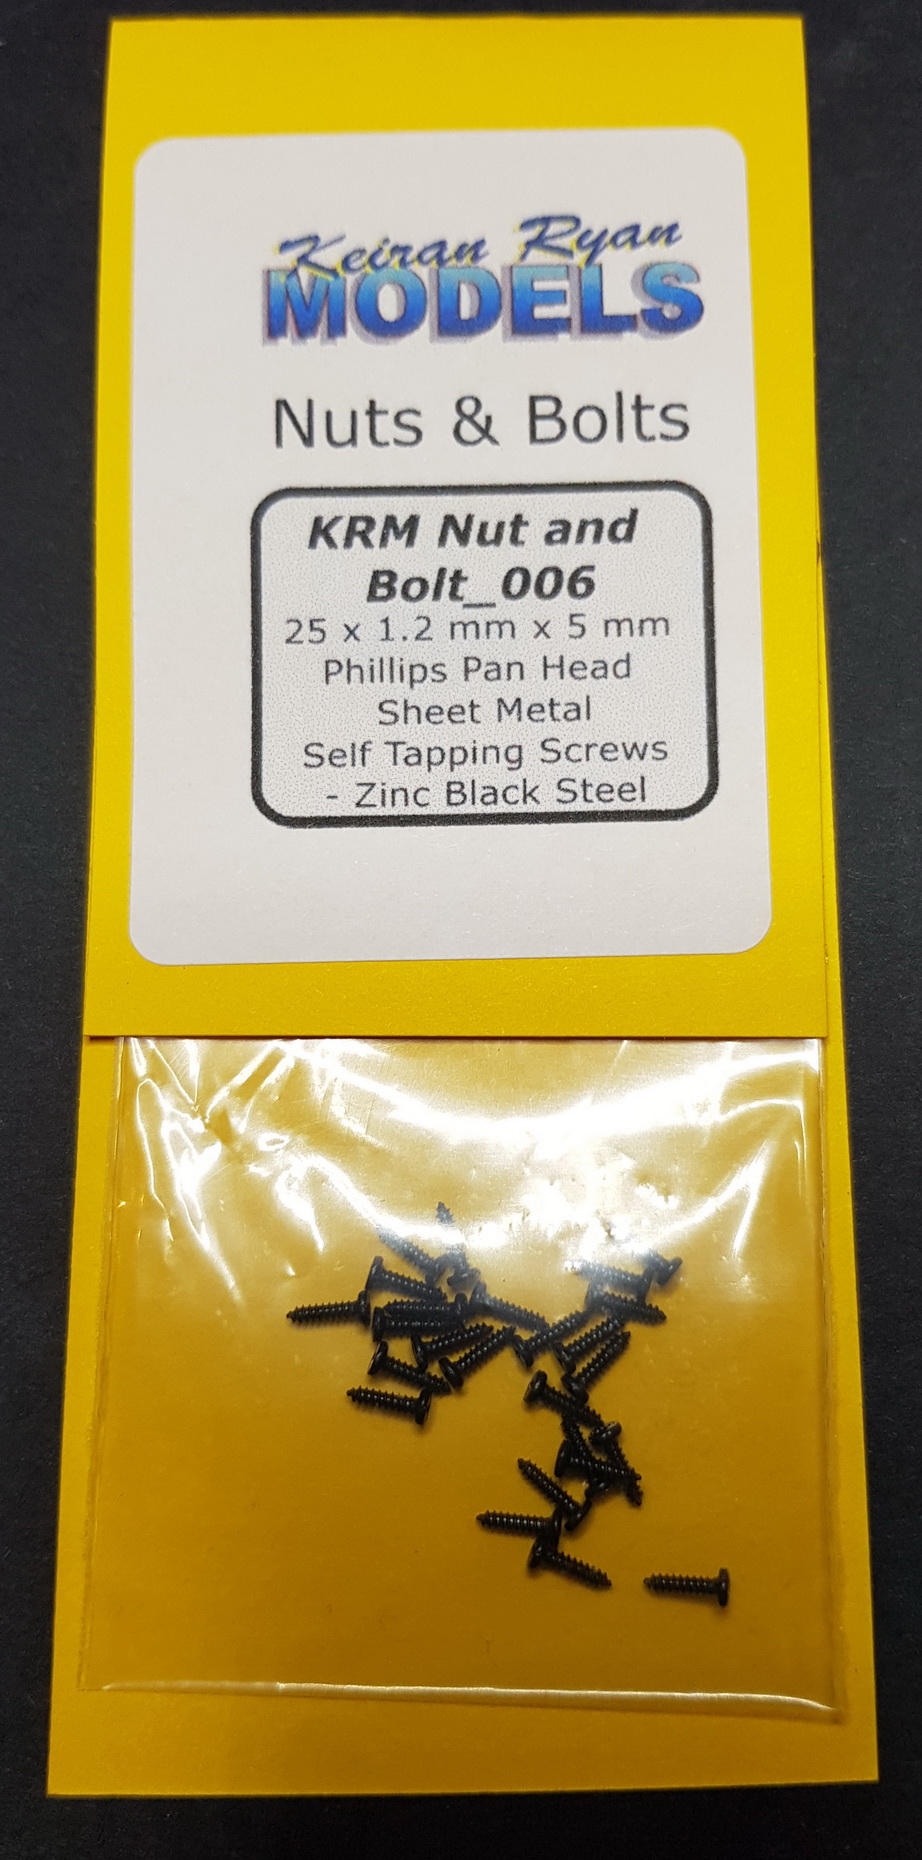 Keiran Ryan
MODELS
Nuts & Bolts
KRM Nut and
Bolt_006
25 x 1.2 mm x 5 mm
Phillips Pan Head
Sheet Metal
Self Tapping Screws
- Zinc Black Steel